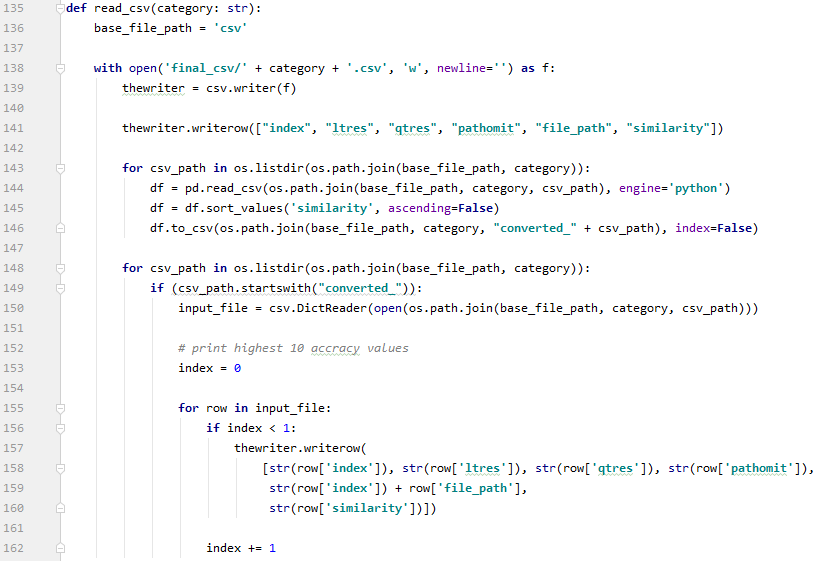 135 def read_csv(category: str):
136     base_file_path = 'csv'
137
138     with open('final_csv/' + category + '.csv', 'w', newline='') as f:
139         thewriter = csv.writer(f)
140
141         thewriter.writerow(["index", "ltres", "qtres", "pathomit", "file_path", "similarity"])
142
143         for csv_path in os.listdir(os.path.join(base_file_path, category)):
144             df = pd.read_csv(os.path.join(base_file_path, category, csv_path), engine='python')
145             df = df.sort_values('similarity', ascending=False)
146             df.to_csv(os.path.join(base_file_path, category, "converted_" + csv_path), index=False)
147
148         for csv_path in os.listdir(os.path.join(base_file_path, category)):
149             if (csv_path.startswith("converted_")):
150                 input_file = csv.DictReader(open(os.path.join(base_file_path, category, csv_path)))
151
152                 # print highest 10 accracy values
153                 index = 0
154
155                 for row in input_file:
156                     if index < 1:
157                         thewriter.writerow(
158                             [str(row['index']), str(row['ltres']), str(row['qtres']), str(row['pathomit']),
159                              str(row['index']) + row['file_path'],
160                              str(row['similarity'])])
161
162                     index += 1